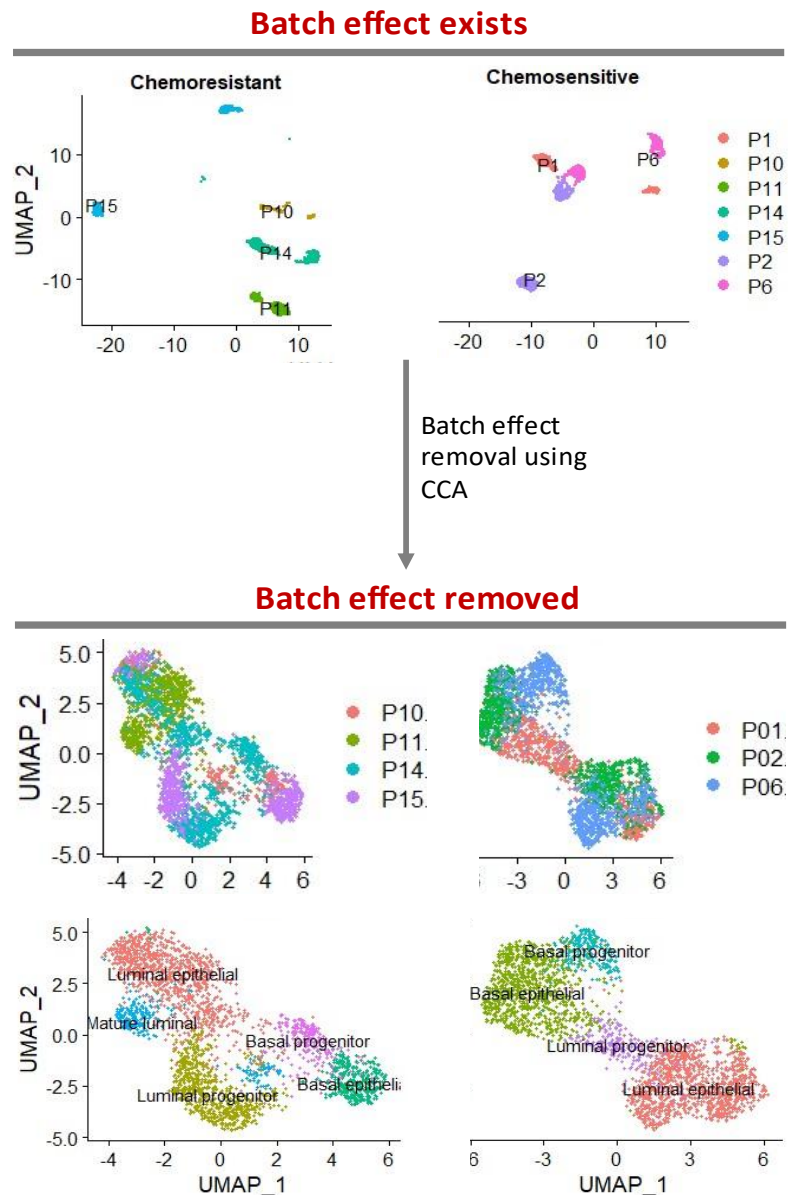 Batch effect exists
Chemoresistant
Chemosensitive
UMAP_2
10
0
-10
-20
-10
0
10
P15
P10
P14
P11
-20
-10
0
10
P1
P6
P2
P1
P10
P11
P14
P15
P2
P6
Batch effect
removal using
CCA
Batch effect removed
UMAP_2
5.0
2.5
0.0
-2.5
-5.0
-4
-2
0
2
4
6
P10.
P11.
P14.
P15.
-3
0
3
6
P01.
P02.
P06.
UMAP_2
5.0
2.5
0.0
-2.5
-5.0
Luminal epithelial
Mature luminal
Basal progenitor
Luminal progenitor
Basal epithelia
-4
-2
0
2
4
6
UMAP_1
Basal progenitor
Basal epithelial
Luminal progenitor
Luminal epithelial
6
-3
0
3
6
UMAP_1